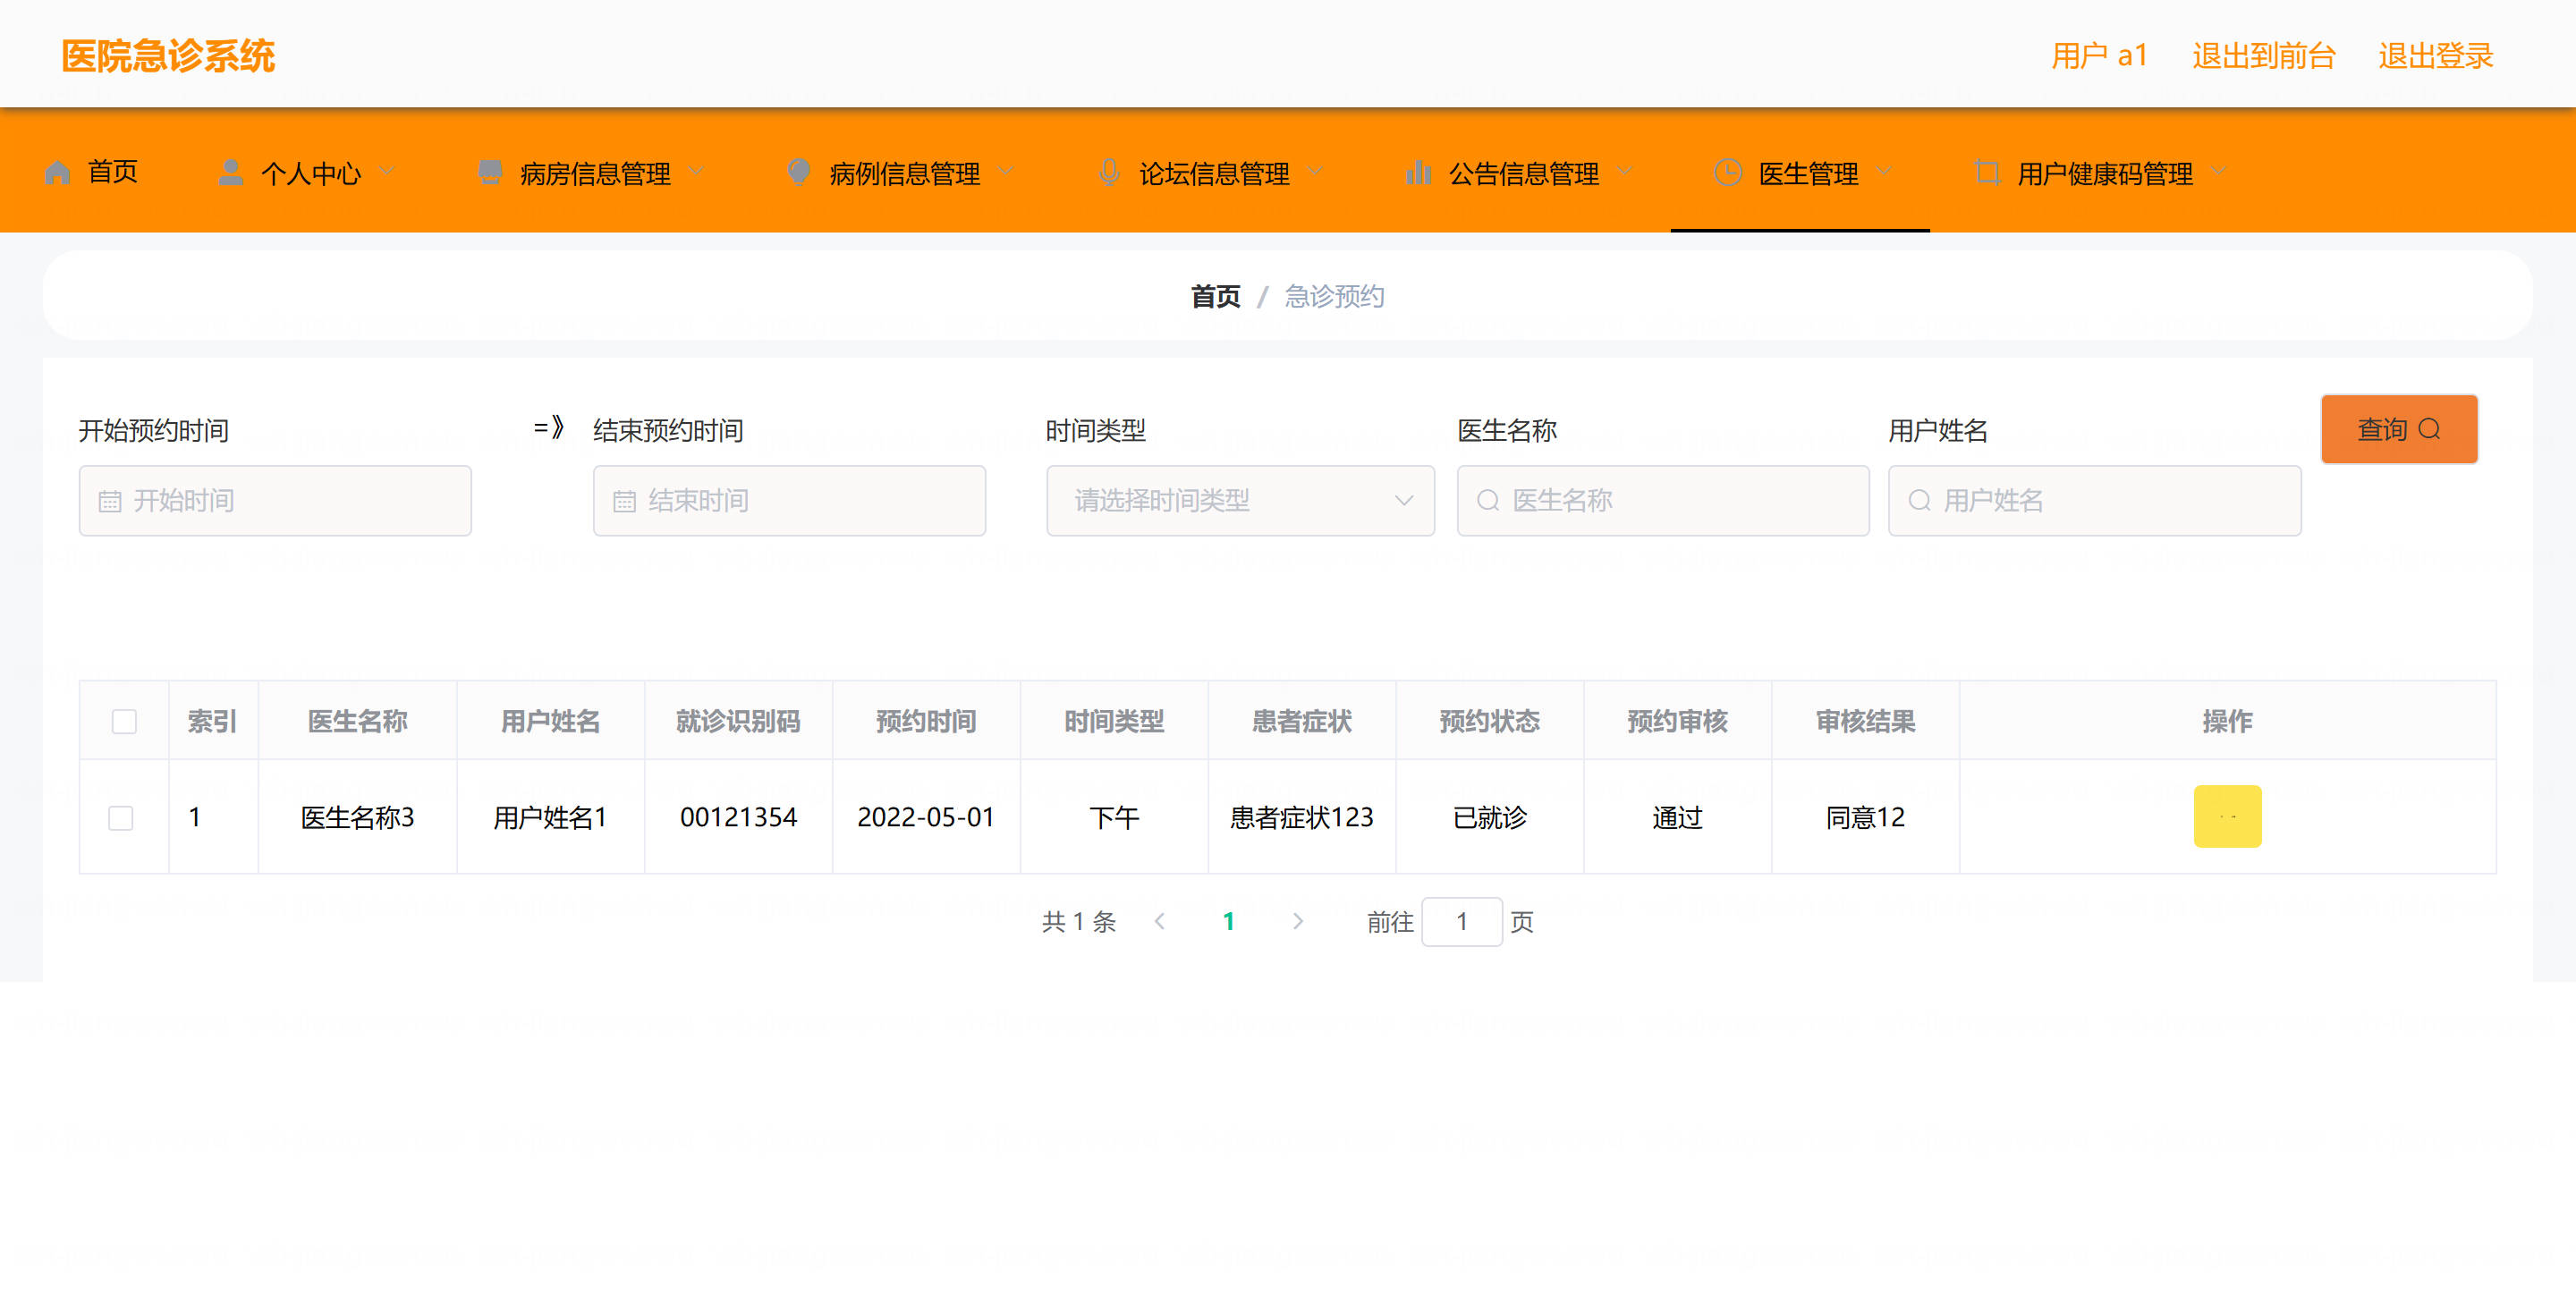 医院急诊系统 用户 a1 退出到前台 退出登录
首页 个人中心 病房信息管理 病例信息管理 论坛信息管理 公告信息管理 医生管理 用户健康码管理
首页 / 急诊预约
开始预约时间 =》 结束预约时间 时间类型 医生名称 用户姓名 查询
开始时间 结束时间 请选择时间类型 医生名称 用户姓名
索引 医生名称 用户姓名 就诊识别码 预约时间 时间类型 患者症状 预约状态 预约审核 审核结果 操作
1 医生名称3 用户姓名1 00121354 2022-05-01 下午 患者症状123 已就诊 通过 同意12
共 1 条 1 前往 1 页